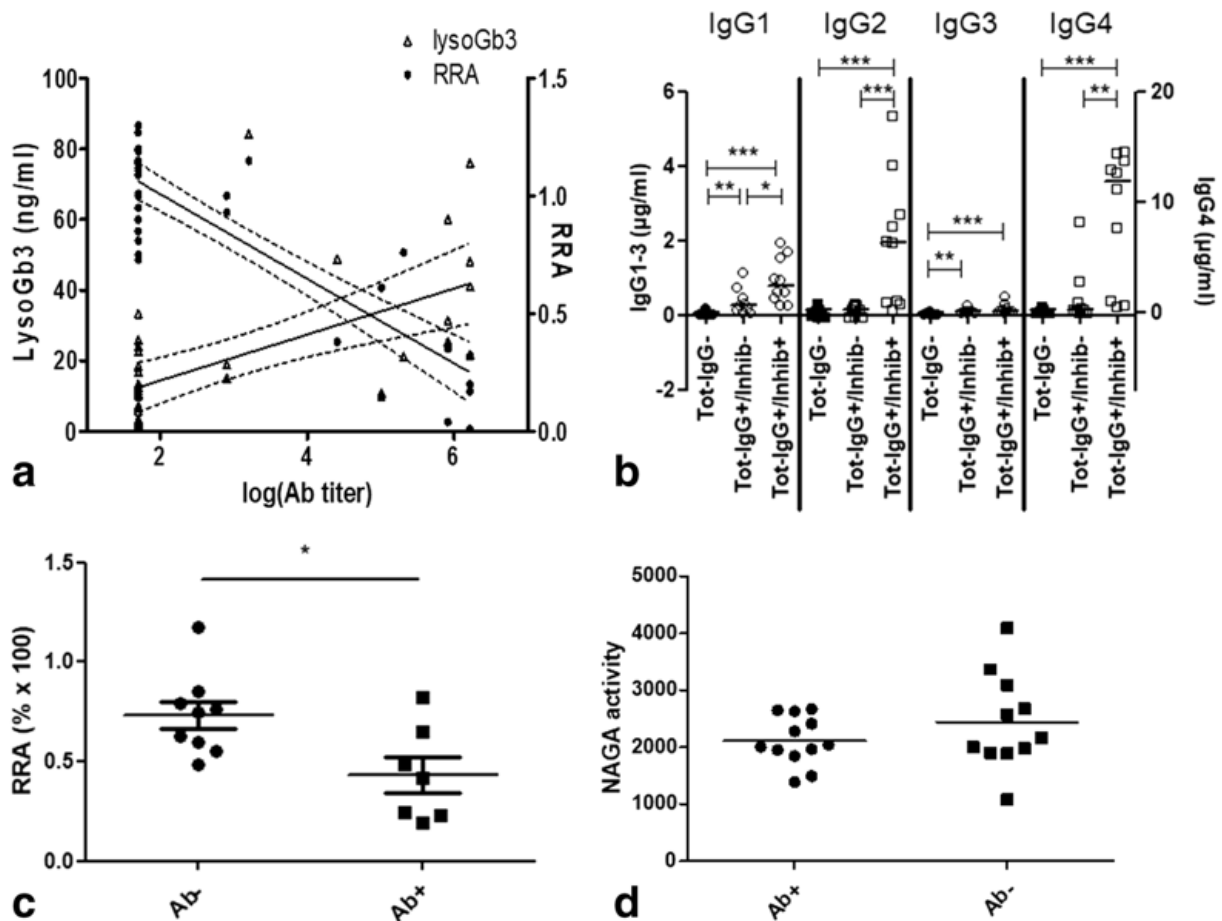 lysoGb3
RRA
100
80
60
40
20
0
LysoGb3 (ng/ml)
1.5
1.0
0.5
0.0
RRA
2
4
6
log(Ab titer)
a
IgG1
IgG2
IgG3
IgG4
***
**
*
***
***
***
**
***
**
6
4
2
0
-2
IgG1-3 (µg/ml)
20
10
0
IgG4 (µg/ml)
Tot-IgG-
Tot-IgG+/Inhib-
Tot-IgG+/Inhib+
Tot-IgG-
Tot-IgG+/Inhib-
Tot-IgG+/Inhib+
Tot-IgG-
Tot-IgG+/Inhib-
Tot-IgG+/Inhib+
Tot-IgG-
Tot-IgG+/Inhib-
Tot-IgG+/Inhib+
b
*
1.5
1.0
0.5
0.0
RRA (% x 100)
Ab-
Ab+
c
5000
4000
3000
2000
1000
0
NAGA activity
Ab+
Ab-
d